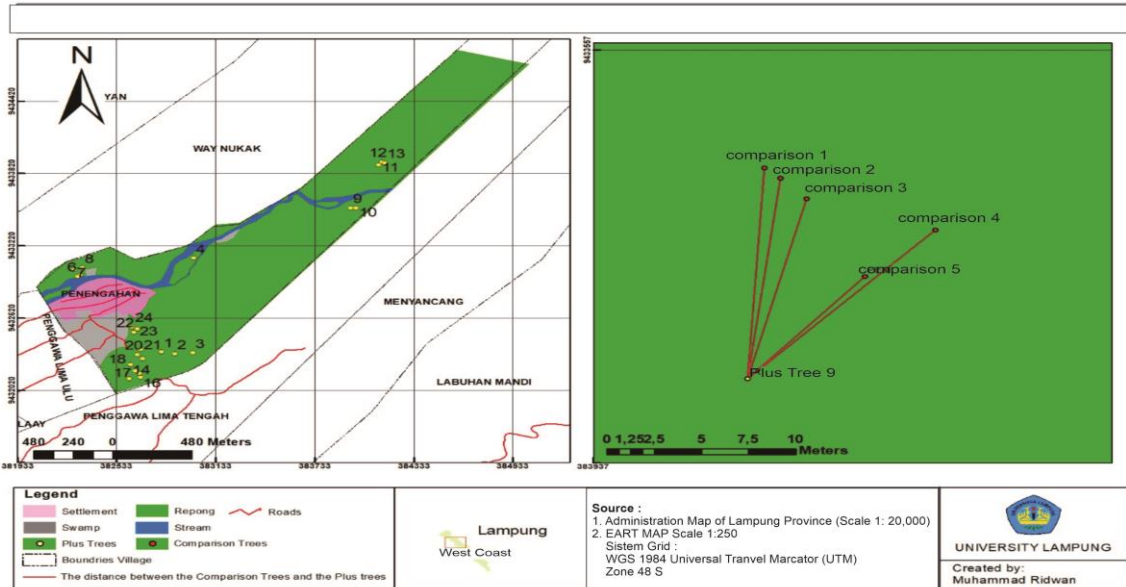 N
YAN
WAY NUKAK
12 13
11
9
10
4
8
6
7
PENENGAHAN
MENYANCANG
24
22
23
20 21 1 2 3
18
14
17
16
PENGGAWA LIMA ULU
LABUHAN MANDI
PENGGAWA LIMA TENGAH
LAAY
480 240 0 480 Meters
9434420
9433820
9433220
9432620
9432020
381933 382533 383133 383733 384333 384933
9433557
comparison 1
comparison 2
comparison 3
comparison 4
comparison 5
Plus Tree 9
0 1,25 2,5 5 7,5 10
Meters
383937
Legend
Settlement
Repong
Roads
Swamp
Stream
Plus Trees
Comparison Trees
Boundries Village
The distance between the Comparison Trees and the Plus trees
Lampung
West Coast
Source :
1. Administration Map of Lampung Province (Scale 1: 20,000)
2. EART MAP Scale 1:250
Sistem Grid :
WGS 1984 Universal Tranvel Marcator (UTM)
Zone 48 S
UNIVERSITY LAMPUNG
Created by:
Muhammad Ridwan